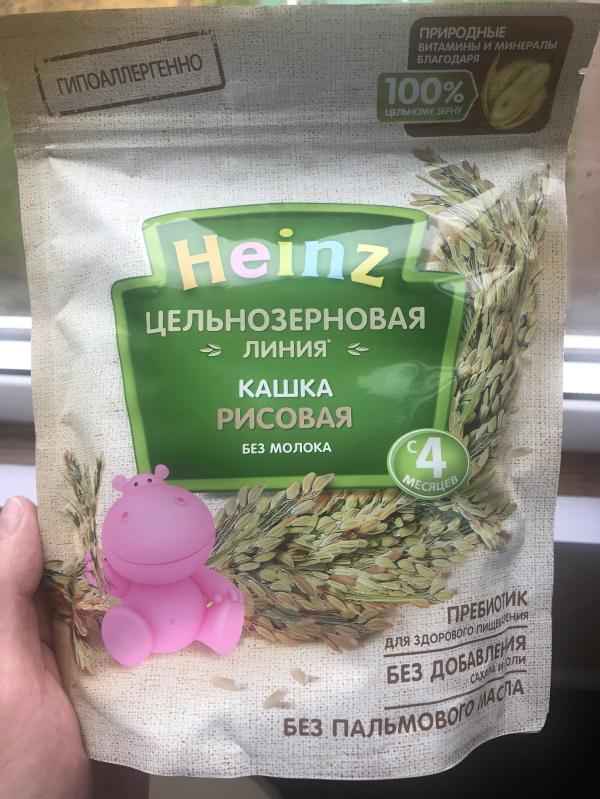 ГИПОАЛЛЕРГЕННО
ПРИРОДНЫЕ
ВИТАМИНЫ И МИНЕРАЛЫ
БЛАГОДАРЯ
100%
ЦЕЛЬНОМУ ЗЕРНУ
Heinz
ЦЕЛЬНОЗЕРНОВАЯ
ЛИНИЯ*
КАШКА
РИСОВАЯ
БЕЗ МОЛОКА
С 4
МЕСЯЦЕВ
ПРЕБИОТИК
ДЛЯ ЗДОРОВОГО ПИЩЕВАРЕНИЯ
БЕЗ ДОБАВЛЕНИЯ
САХАРА И СОЛИ
БЕЗ ПАЛЬМОВОГО МАСЛА